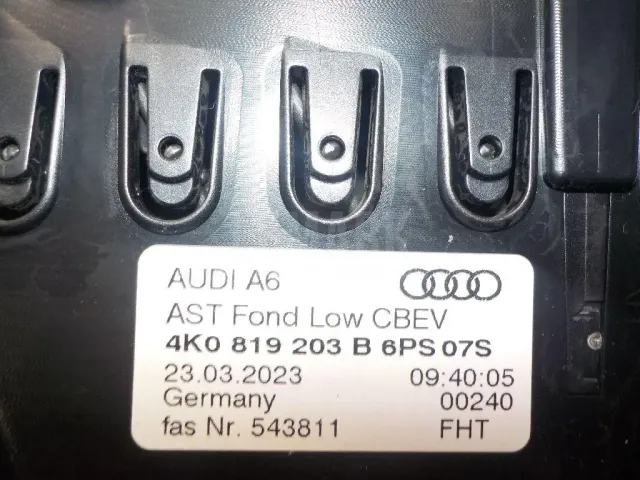 AUDI A6
AST Fond Low CBEV
4K0 819 203 B 6PS 07S
23.03.2023 09:40:05
Germany 00240
fas Nr. 543811 FHT